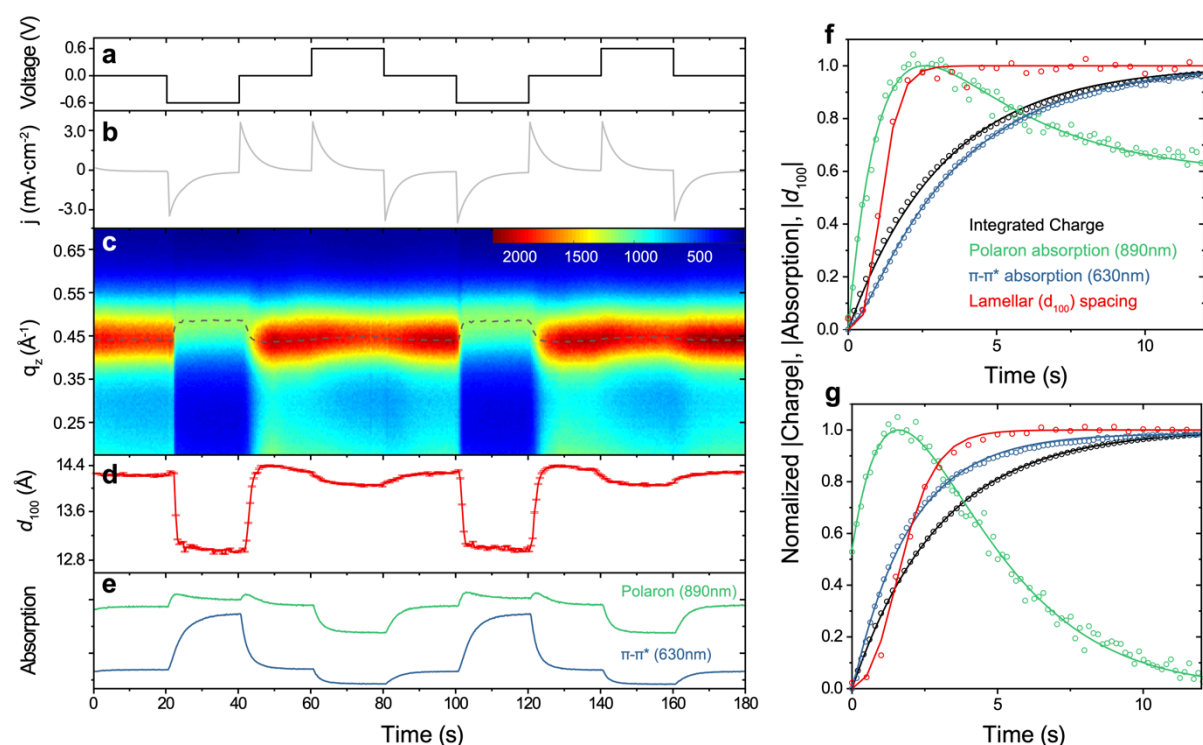 a
Voltage (V)
0.6
0.0
-0.6
b
j (mA·cm⁻²)
3.0
0
-3.0
c
2000 1500 1000 500
q_z (Å⁻¹)
0.65
0.55
0.45
0.35
0.25
d
d₁₀₀ (Å)
14.4
13.6
12.8
e
Absorption
Polaron (890nm)
π-π* (630nm)
0 20 40 60 80 100 120 140 160 180
Time (s)
Nomalized |Charge|, |Absorption|, |d₁₀₀|
f
1.0
0.8
0.6
0.4
0.2
0.0
Integrated Charge
Polaron absorption (890nm)
π-π* absorption (630nm)
Lamellar (d₁₀₀) spacing
0 5 10
Time (s)
g
1.0
0.8
0.6
0.4
0.2
0.0
0 5 10
Time (s)